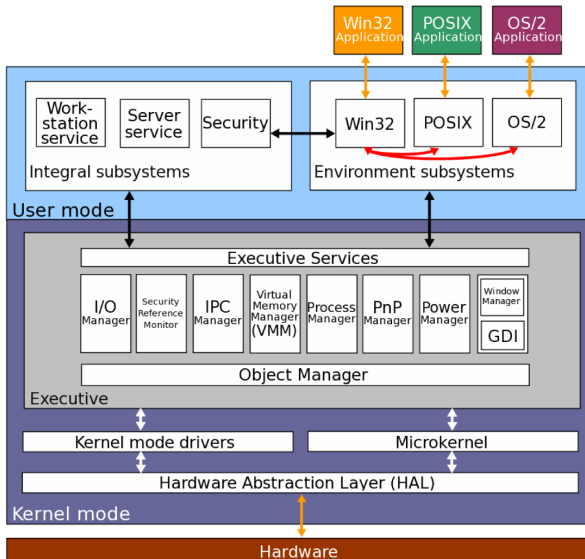 Win32
Application
POSIX
Application
OS/2
Application
Work-
station
service
Server
service
Security
Integral subsystems
Win32
POSIX
OS/2
Environment subsystems
User mode
Executive Services
I/O
Manager
Security
Reference
Monitor
IPC
Manager
Virtual
Memory
Manager
(VMM)
Process
Manager
PnP
Manager
Power
Manager
Window
Manager
GDI
Object Manager
Executive
Kernel mode drivers
Microkernel
Hardware Abstraction Layer (HAL)
Kernel mode
Hardware